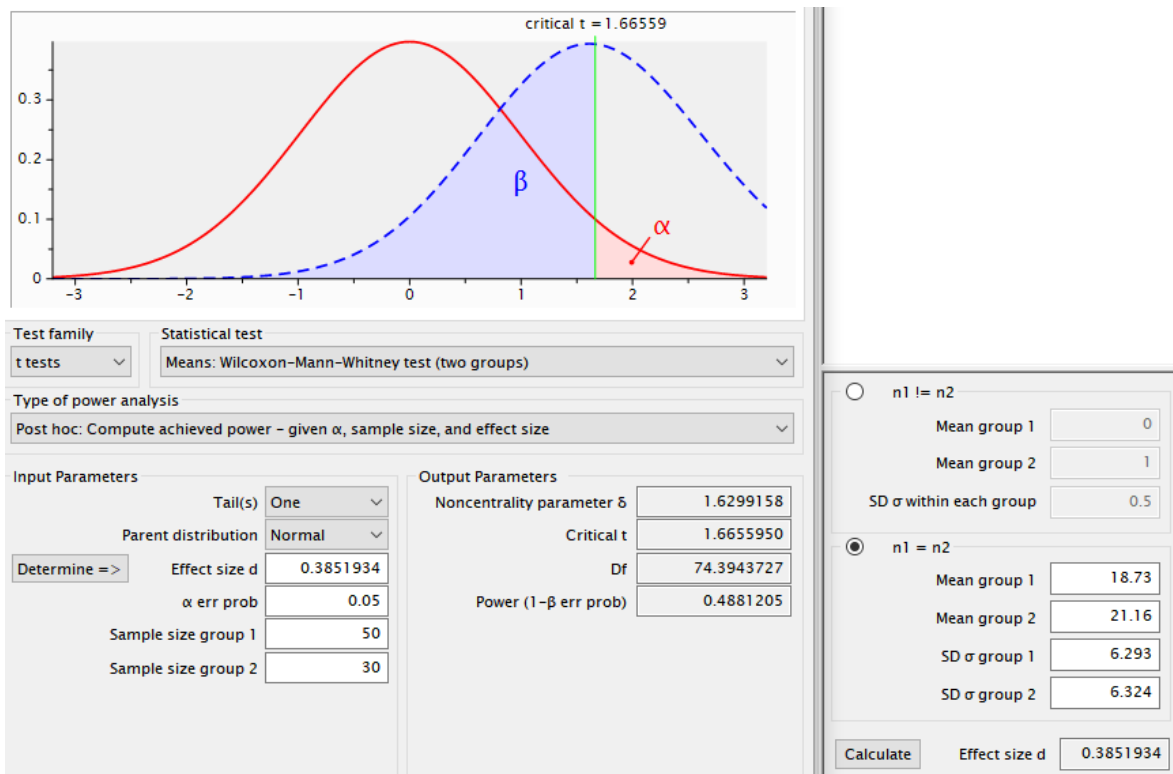 critical t = 1.66559
0.3
0.2
0.1
0
β
α
-3 -2 -1 0 1 2 3
Test family
t tests
Statistical test
Means: Wilcoxon-Mann-Whitney test (two groups)
Type of power analysis
Post hoc: Compute achieved power - given α, sample size, and effect size
Input Parameters
Tail(s) One
Parent distribution Normal
Determine => Effect size d 0.3851934
α err prob 0.05
Sample size group 1 50
Sample size group 2 30
Output Parameters
Noncentrality parameter δ 1.6299158
Critical t 1.6655950
Df 74.3943727
Power (1-β err prob) 0.4881205
n1 != n2
Mean group 1 0
Mean group 2 1
SD σ within each group 0.5
n1 = n2
Mean group 1 18.73
Mean group 2 21.16
SD σ group 1 6.293
SD σ group 2 6.324
Calculate Effect size d 0.3851934